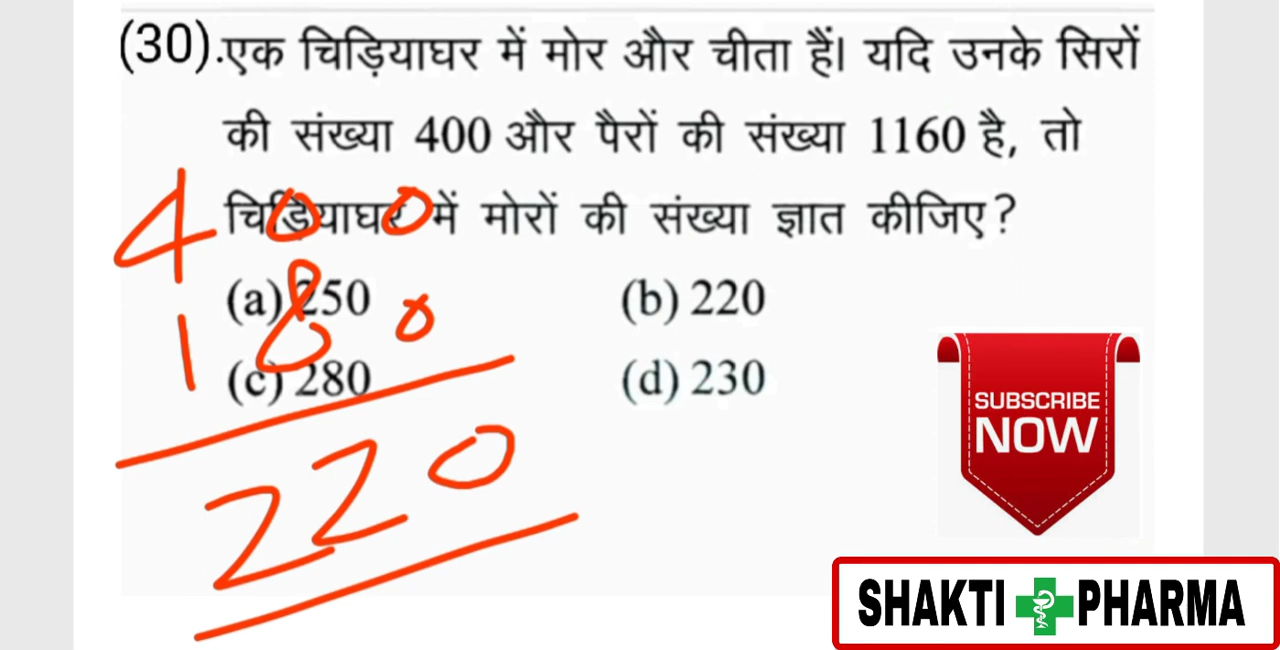 (30).एक चिड़ियाघर में मोर और चीता हैं। यदि उनके सिरों
की संख्या 400 और पैरों की संख्या 1160 है, तो
चिड़ियाघर में मोरों की संख्या ज्ञात कीजिए?
400
(a) 250 (b) 220
180
(c) 280 (d) 230
220
SUBSCRIBE
NOW
SHAKTI PHARMA